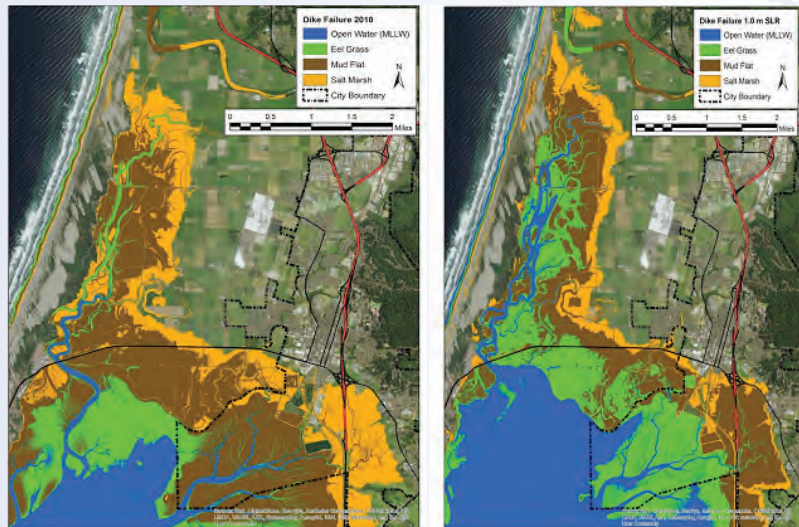 Dike Failure 2010
Open Water (MLLW)
Eel Grass
Mud Flat
Salt Marsh
City Boundary
N
0 0.5 1 1.5 2
Miles
Dike Failure 1.0 m SLR
Open Water (MLLW)
Eel Grass
Mud Flat
Salt Marsh
City Boundary
N
0 0.5 1 1.5 2
Miles